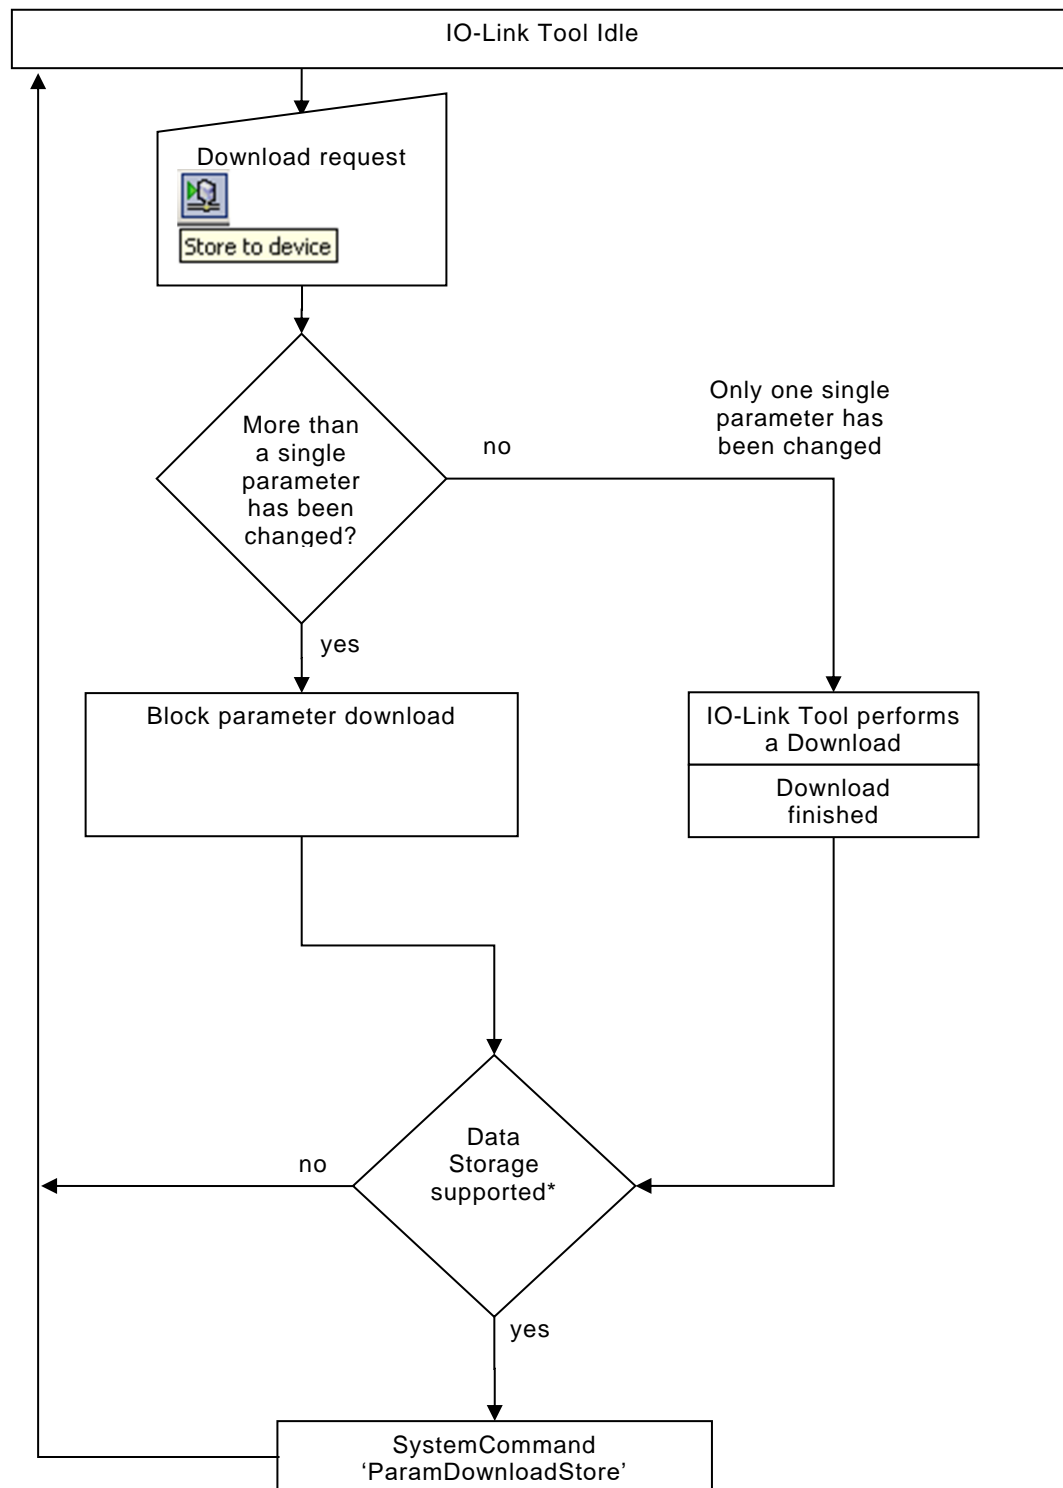 IO-Link Tool Idle
Download request
Store to device
More than
a single
parameter
has been
changed?
no
Only one single
parameter has
been changed
yes
Block parameter download
IO-Link Tool performs
a Download
Download
finished
Data
Storage
supported*
no
yes
SystemCommand
‘ParamDownloadStore’